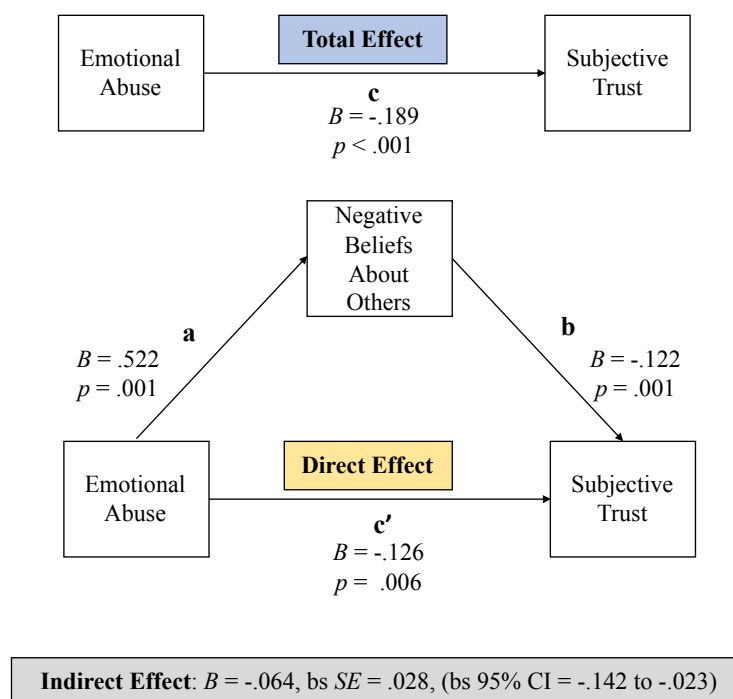 Emotional
Abuse
Total Effect
Subjective
Trust
c
B = -.189
p < .001
Negative
Beliefs
About
Others
a
B = .522
p = .001
b
B = -.122
p = .001
Emotional
Abuse
Direct Effect
Subjective
Trust
c′
B = -.126
p = .006
Indirect Effect: B = -.064, bs SE = .028, (bs 95% CI = -.142 to -.023)